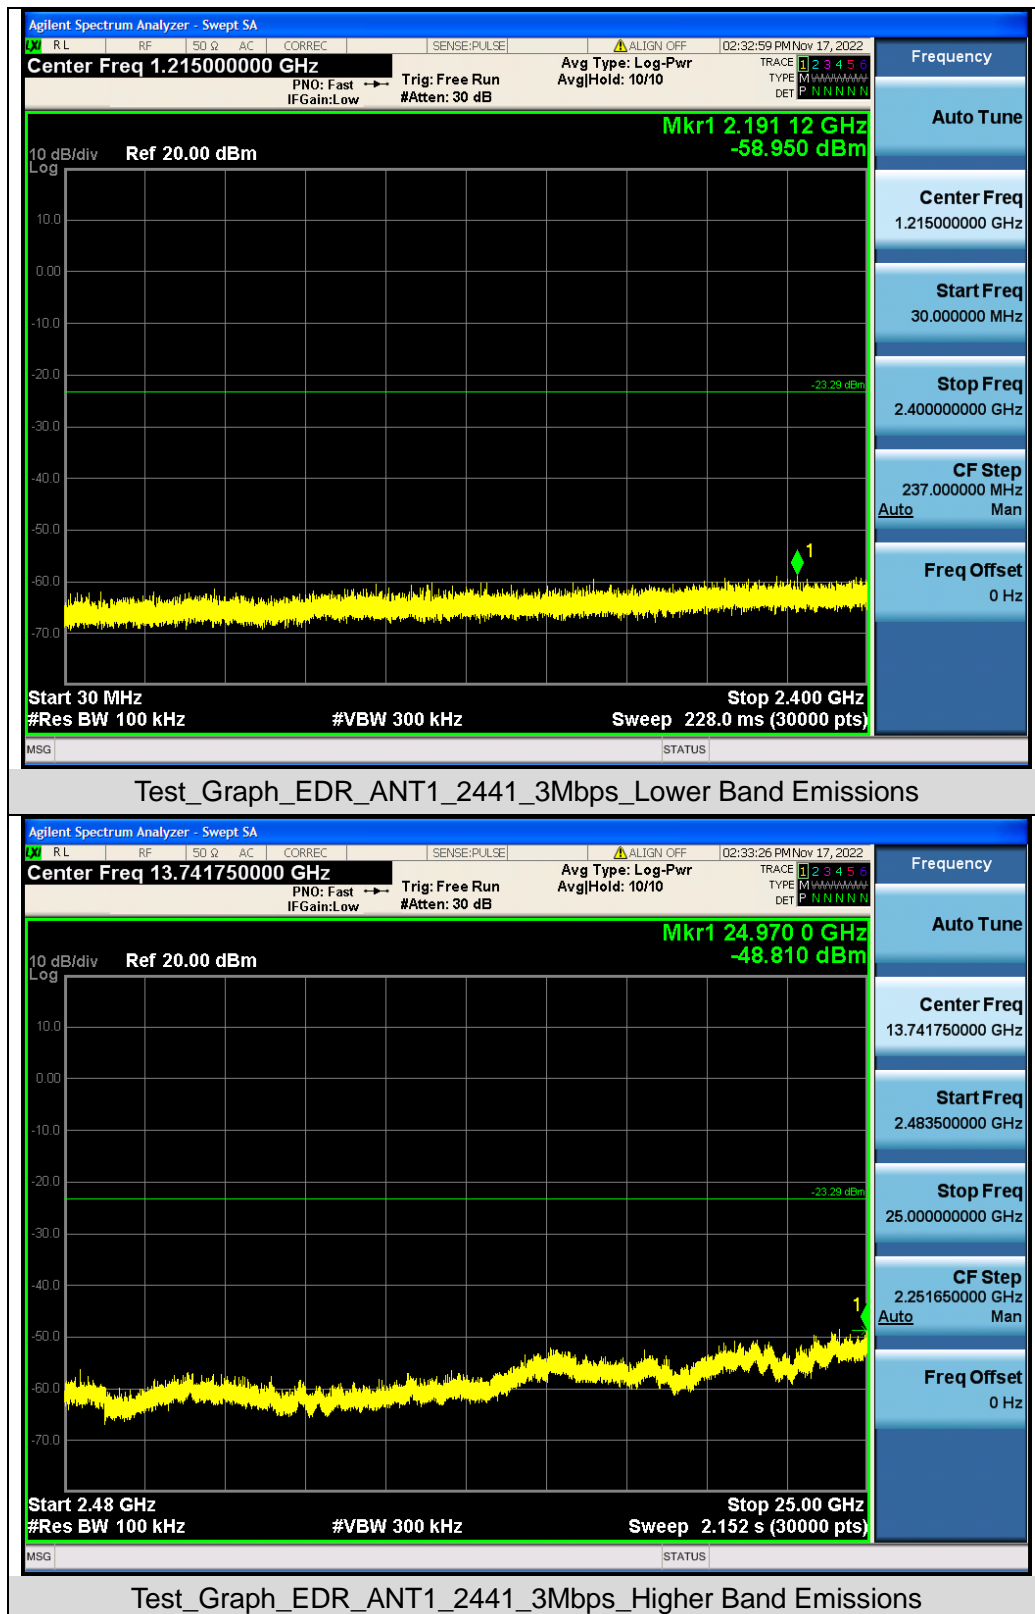 Agilent Spectrum Analyzer - Swept SA
LXI RL RF 50 Ω AC CORREC SENSE:PULSE ALIGN OFF 02:32:59 PM Nov 17, 2022
Center Freq 1.215000000 GHz
PNO: Fast
IFGain:Low
Trig: Free Run
#Atten: 30 dB
Avg Type: Log-Pwr
Avg|Hold: 10/10
TRACE 1 2 3 4 5 6
TYPE M W W W W W
DET P N N N N N
Mkr1 2.191 12 GHz
-58.950 dBm
10 dB/div Ref 20.00 dBm
Log
10.0
0.00
-10.0
-20.0
-23.29 dBm
-30.0
-40.0
-50.0
1
-60.0
-70.0
Start 30 MHz Stop 2.400 GHz
#Res BW 100 kHz #VBW 300 kHz Sweep 228.0 ms (30000 pts)
MSG STATUS
Frequency
Auto Tune
Center Freq
1.215000000 GHz
Start Freq
30.000000 MHz
Stop Freq
2.400000000 GHz
CF Step
237.000000 MHz
Auto Man
Freq Offset
0 Hz
Test_Graph_EDR_ANT1_2441_3Mbps_Lower Band Emissions
Agilent Spectrum Analyzer - Swept SA
LXI RL RF 50 Ω AC CORREC SENSE:PULSE ALIGN OFF 02:33:26 PM Nov 17, 2022
Center Freq 13.741750000 GHz
PNO: Fast
IFGain:Low
Trig: Free Run
#Atten: 30 dB
Avg Type: Log-Pwr
Avg|Hold: 10/10
TRACE 1 2 3 4 5 6
TYPE M W W W W W
DET P N N N N N
Mkr1 24.970 0 GHz
-48.810 dBm
10 dB/div Ref 20.00 dBm
Log
10.0
0.00
-10.0
-20.0
-23.29 dBm
-30.0
-40.0
1
-50.0
-60.0
-70.0
Start 2.48 GHz Stop 25.00 GHz
#Res BW 100 kHz #VBW 300 kHz Sweep 2.152 s (30000 pts)
MSG STATUS
Frequency
Auto Tune
Center Freq
13.741750000 GHz
Start Freq
2.483500000 GHz
Stop Freq
25.000000000 GHz
CF Step
2.251650000 GHz
Auto Man
Freq Offset
0 Hz
Test_Graph_EDR_ANT1_2441_3Mbps_Higher Band Emissions